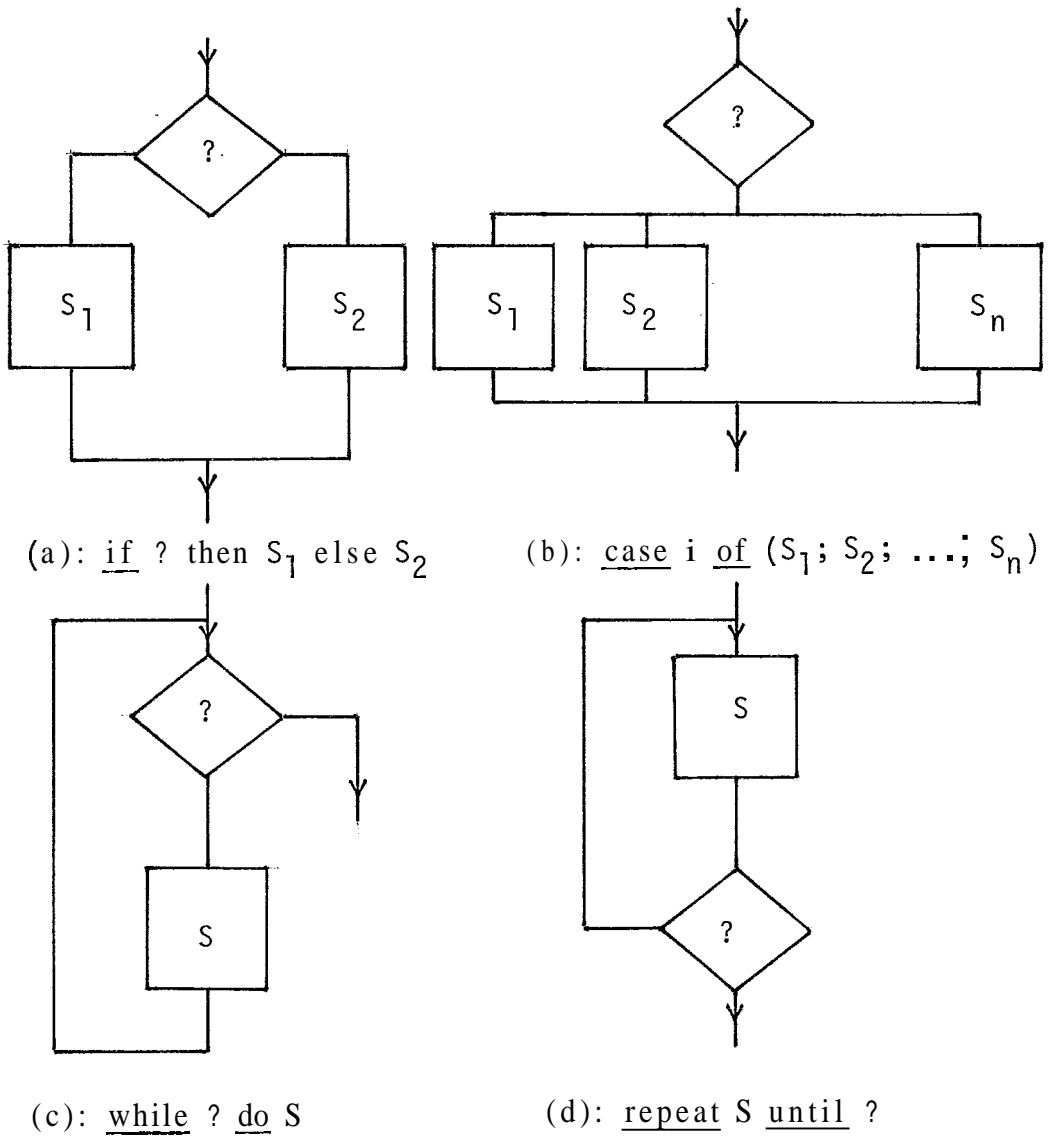 ?
?
S1 S2
S1 S2 Sn
(a): if ? then S1 else S2
(b): case i of (S1; S2; ...; Sn)
?
S
S
?
(c): while ? do S
(d): repeat S until ?